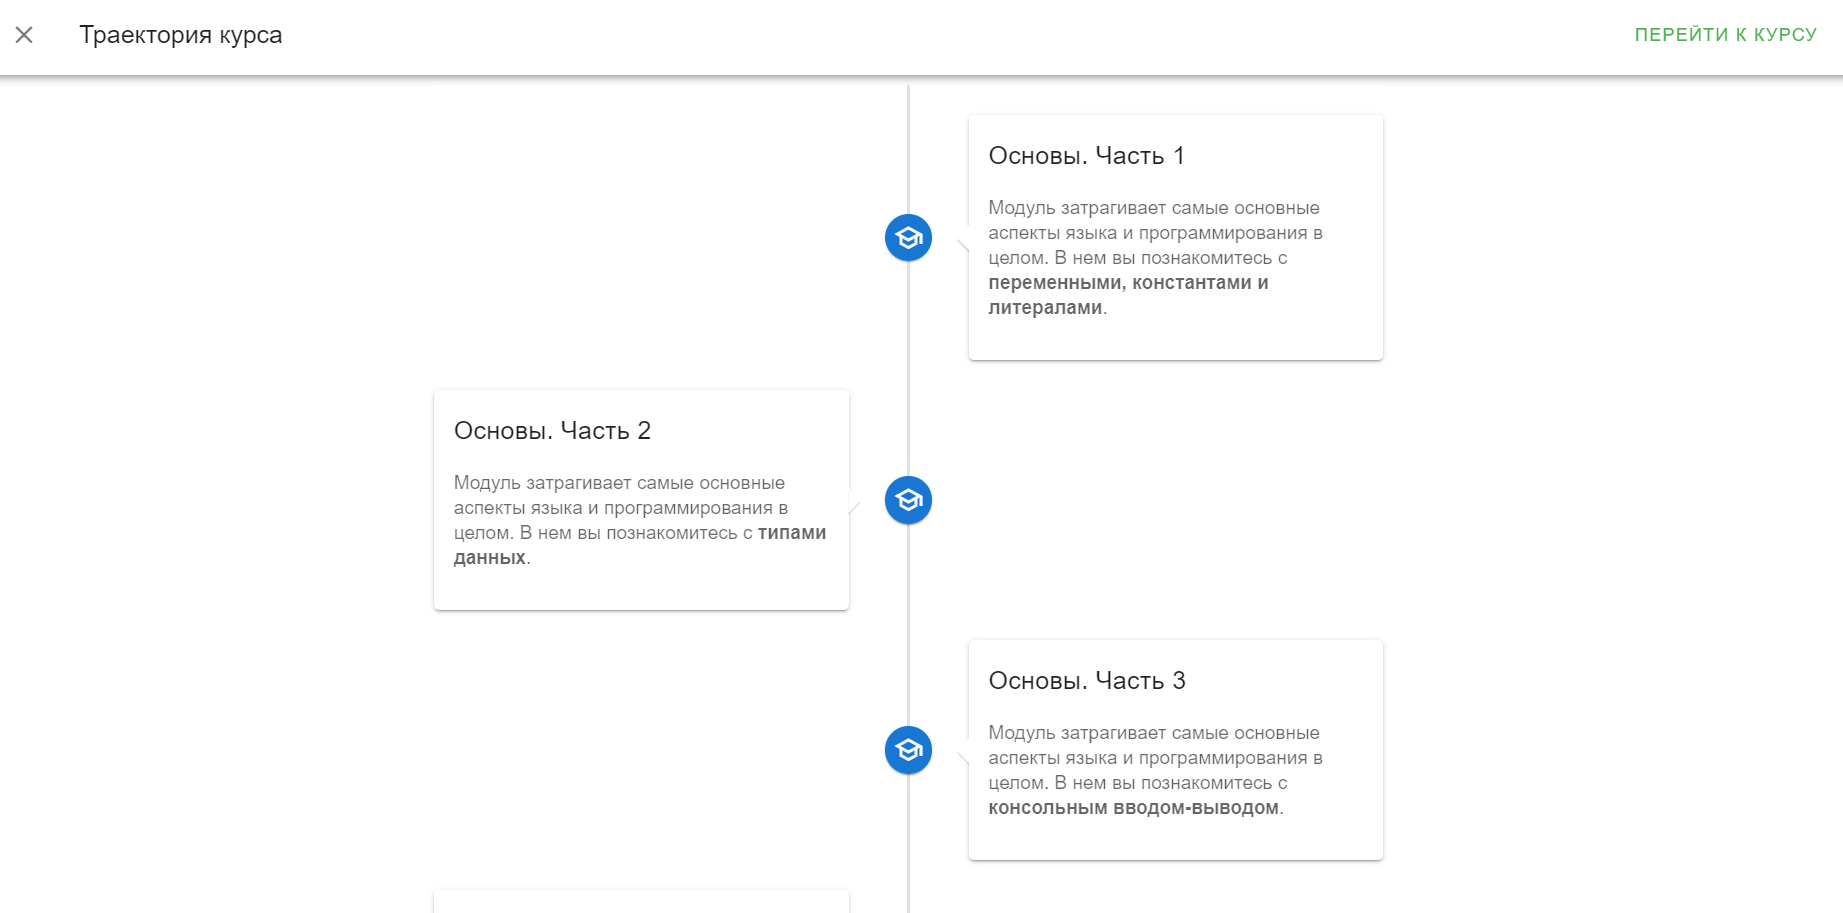 Траектория курса
ПЕРЕЙТИ К КУРСУ
Основы. Часть 1
Модуль затрагивает самые основные
аспекты языка и программирования в
целом. В нем вы познакомитесь с
переменными, константами и
литералами.
Основы. Часть 2
Модуль затрагивает самые основные
аспекты языка и программирования в
целом. В нем вы познакомитесь с типами
данных.
Основы. Часть 3
Модуль затрагивает самые основные
аспекты языка и программирования в
целом. В нем вы познакомитесь с
консольным вводом-выводом.